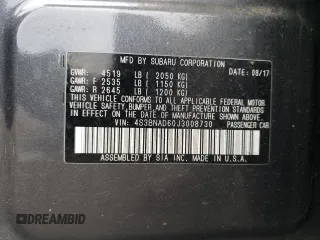 MFD BY SUBARU CORPORATION DATE: 08/17
GVWR: 4519 LB ( 2050 KG)
GAWR: F 2535 LB ( 1150 KG)
GAWR: R 2645 LB ( 1200 KG)
THIS VEHICLE CONFORMS TO ALL APPLICABLE FEDERAL MOTOR
VEHICLE SAFETY, BUMPER, AND THEFT PREVENTION STANDARDS
IN EFFECT ON THE DATE OF MANUFACTURE SHOWN ABOVE.
VIN: 4S3BNAD60J3008730 PASSENGER CAR
ASSEMBLED BY SIA INC. MADE IN U.S.A.
DREAMBID